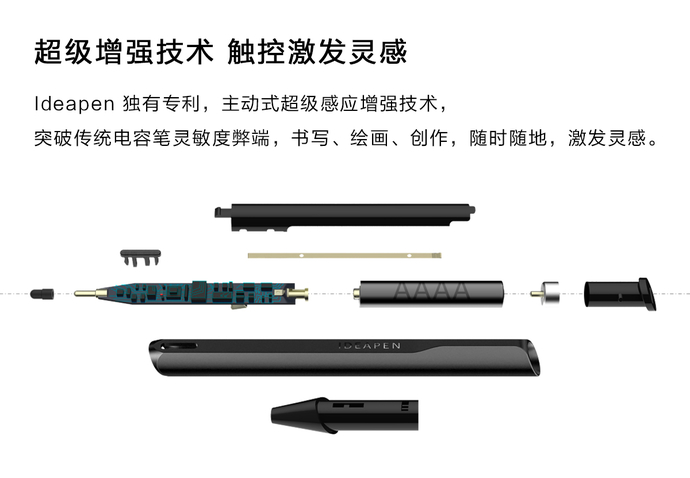 超级增强技术 触控激发灵感
Ideapen 独有专利，主动式超级感应增强技术，
突破传统电容笔灵敏度弊端，书写、绘画、创作，随时随地，激发灵感。
AAAA
IDEAPEN